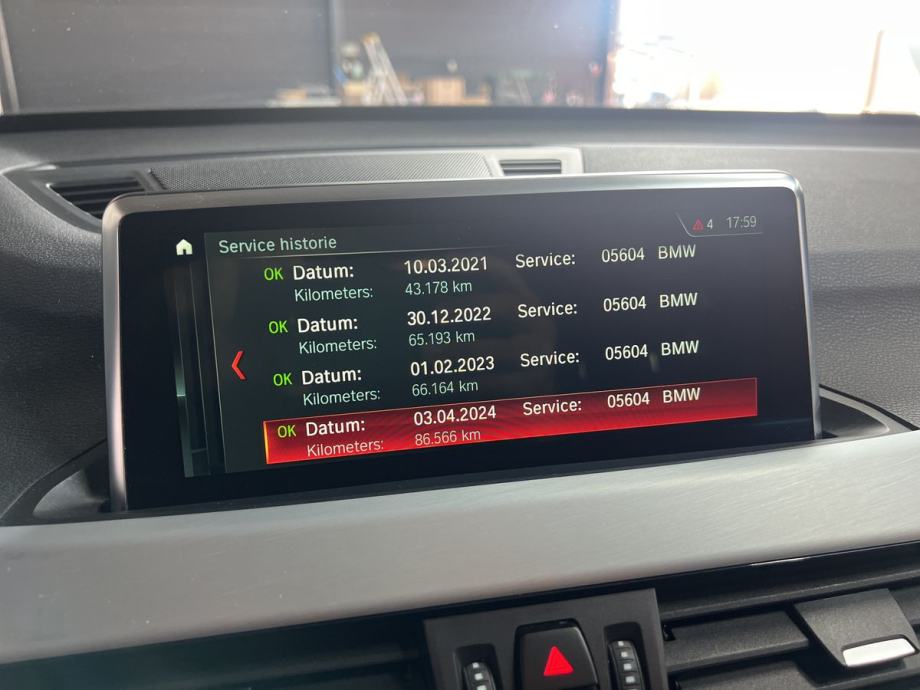 4 17:59
Service historie
OK Datum: 10.03.2021 Service: 05604 BMW
Kilometers: 43.178 km
OK Datum: 30.12.2022 Service: 05604 BMW
Kilometers: 65.193 km
OK Datum: 01.02.2023 Service: 05604 BMW
Kilometers: 66.164 km
OK Datum: 03.04.2024 Service: 05604 BMW
Kilometers: 86.566 km